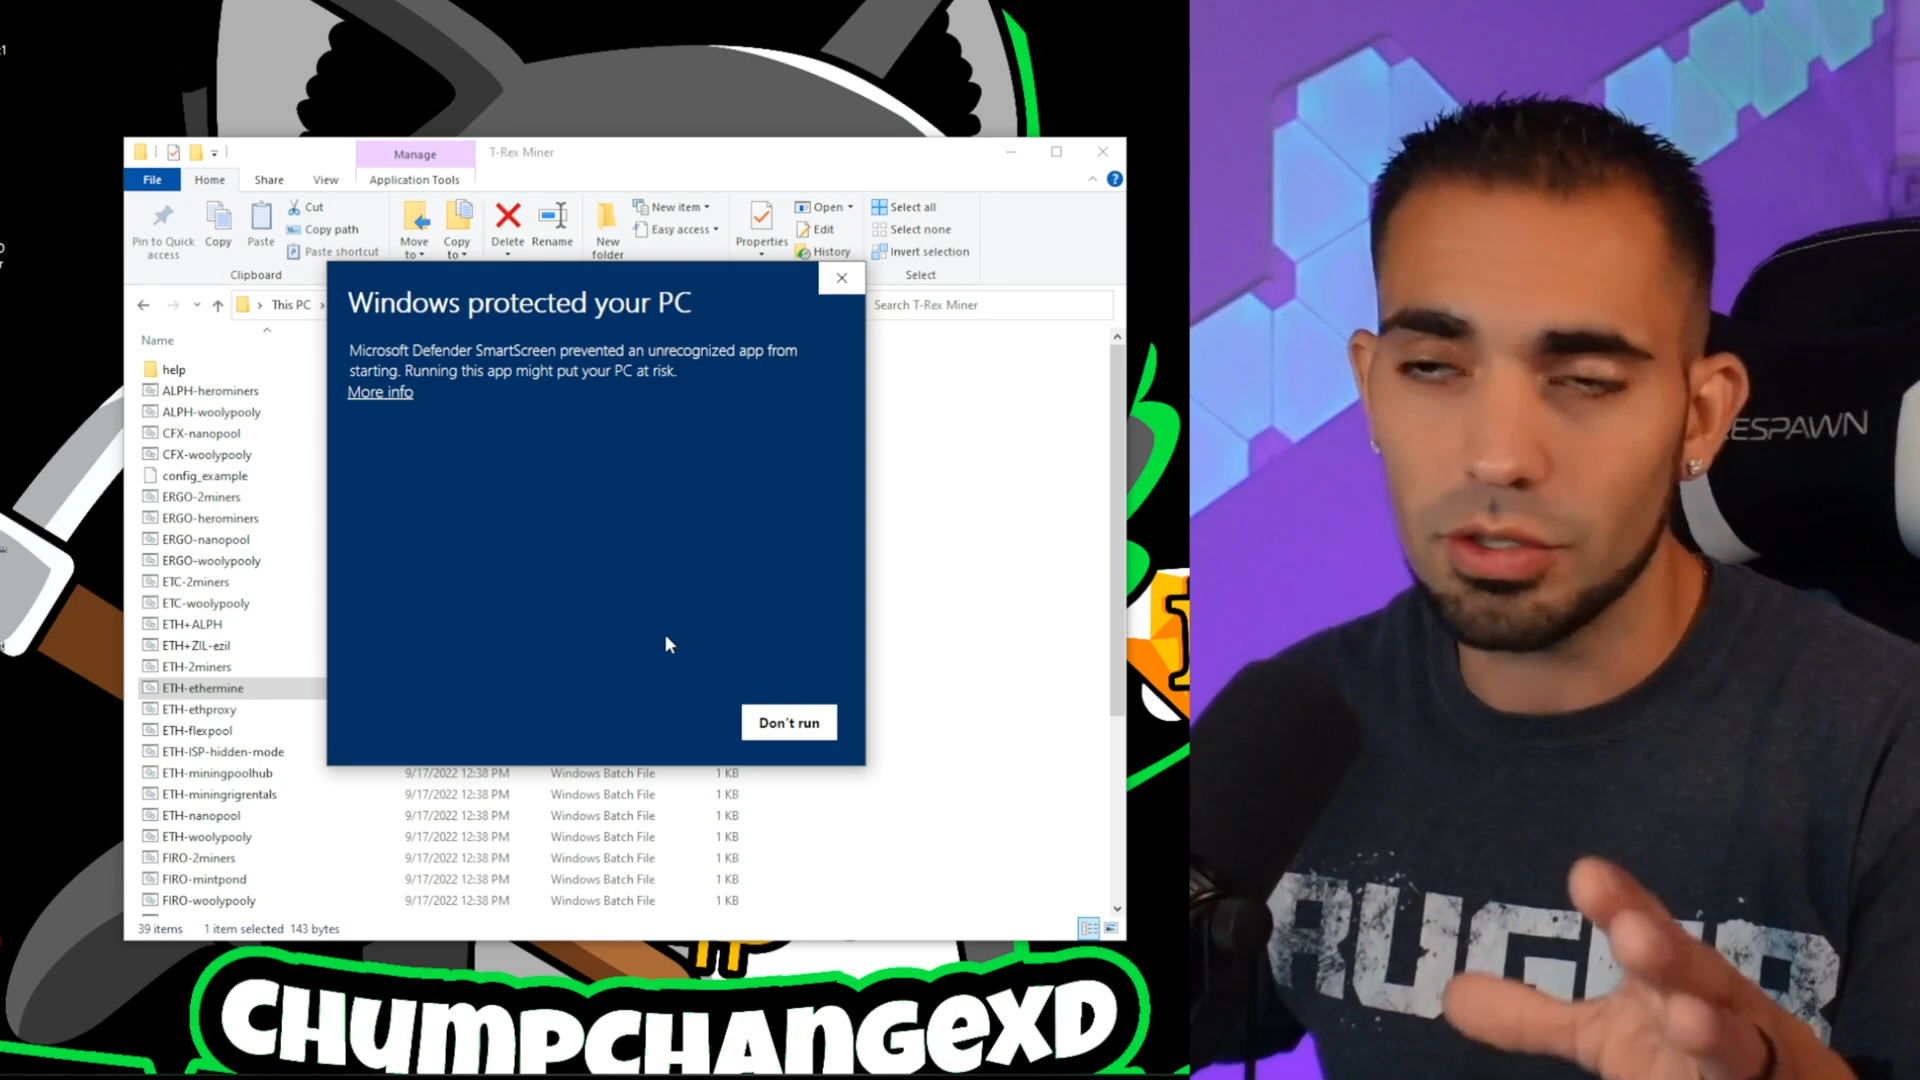 Manage
T-Rex Miner
File
Home
Share
View
Application Tools
Pin to Quick
access
Copy
Paste
Cut
Copy path
Paste shortcut
Clipboard
Move
to
Copy
to
Delete
Rename
New
folder
New item
Easy access
Properties
Open
Edit
History
Select all
Select none
Invert selection
Select
This PC
Search T-Rex Miner
Windows protected your PC
Microsoft Defender SmartScreen prevented an unrecognized app from
starting. Running this app might put your PC at risk.
More info
Don't run
Name
help
ALPH-herominers
ALPH-woolypooly
CFX-nanopool
CFX-woolypooly
config_example
ERGO-2miners
ERGO-herominers
ERGO-nanopool
ERGO-woolypooly
ETC-2miners
ETC-woolypooly
ETH+ALPH
ETH+ZIL-ezil
ETH-2miners
ETH-ethermine
ETH-ethproxy
ETH-flexpool
ETH-ISP-hidden-mode
ETH-miningpoolhub 9/17/2022 12:38 PM Windows Batch File 1 KB
ETH-miningrigrentals 9/17/2022 12:38 PM Windows Batch File 1 KB
ETH-nanopool 9/17/2022 12:38 PM Windows Batch File 1 KB
ETH-woolypooly 9/17/2022 12:38 PM Windows Batch File 1 KB
FIRO-2miners 9/17/2022 12:38 PM Windows Batch File 1 KB
FIRO-mintpond 9/17/2022 12:38 PM Windows Batch File 1 KB
FIRO-woolypooly 9/17/2022 12:38 PM Windows Batch File 1 KB
39 items 1 item selected 143 bytes
CHUMPCHANGEXD
RESPAWN
RUGER